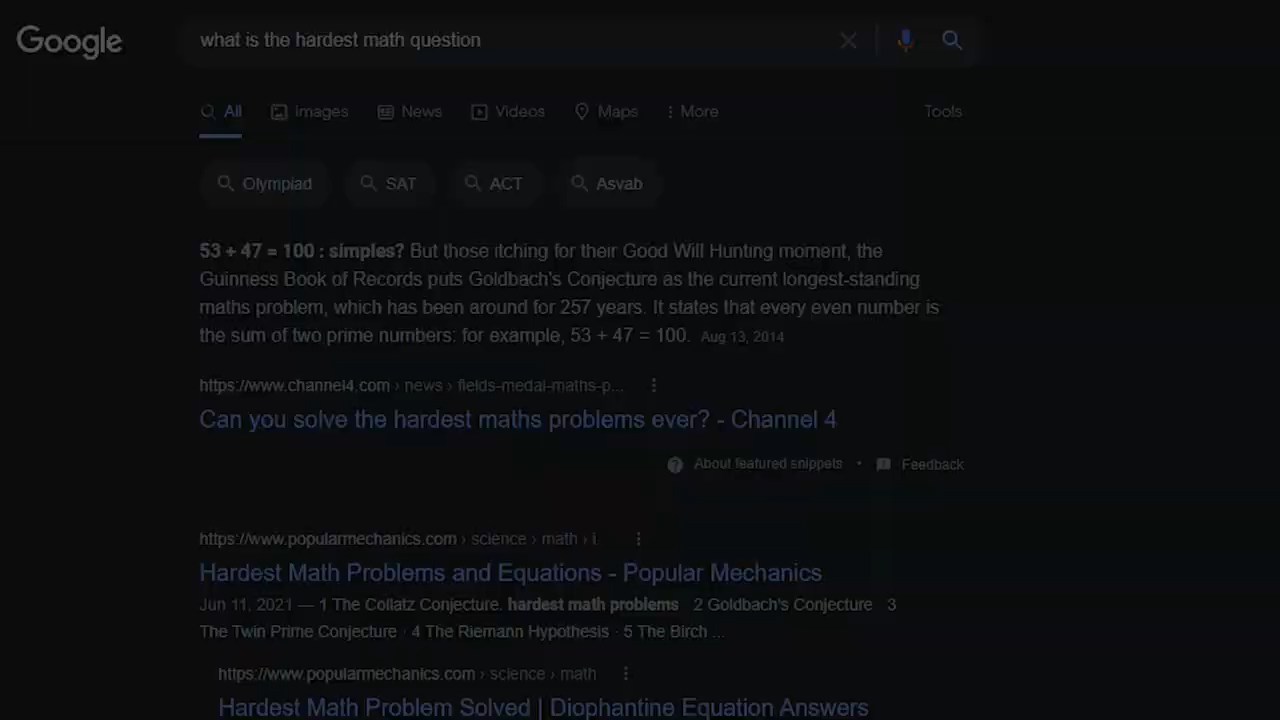 Google
what is the hardest math question
All Images News Videos Maps More Tools
Olympiad SAT ACT Asvab
53 + 47 = 100 : simples? But those itching for their Good Will Hunting moment, the
Guinness Book of Records puts Goldbach's Conjecture as the current longest-standing
maths problem, which has been around for 257 years. It states that every even number is
the sum of two prime numbers: for example, 53 + 47 = 100. Aug 13, 2014
https://www.channel4.com › news › fields-medal-maths-p...
Can you solve the hardest maths problems ever? - Channel 4
About featured snippets • Feedback
https://www.popularmechanics.com › science › math › i
Hardest Math Problems and Equations - Popular Mechanics
Jun 11, 2021 — 1 The Collatz Conjecture. hardest math problems · 2 Goldbach's Conjecture · 3
The Twin Prime Conjecture · 4 The Riemann Hypothesis · 5 The Birch ...
https://www.popularmechanics.com › science › math
Hardest Math Problem Solved | Diophantine Equation Answers